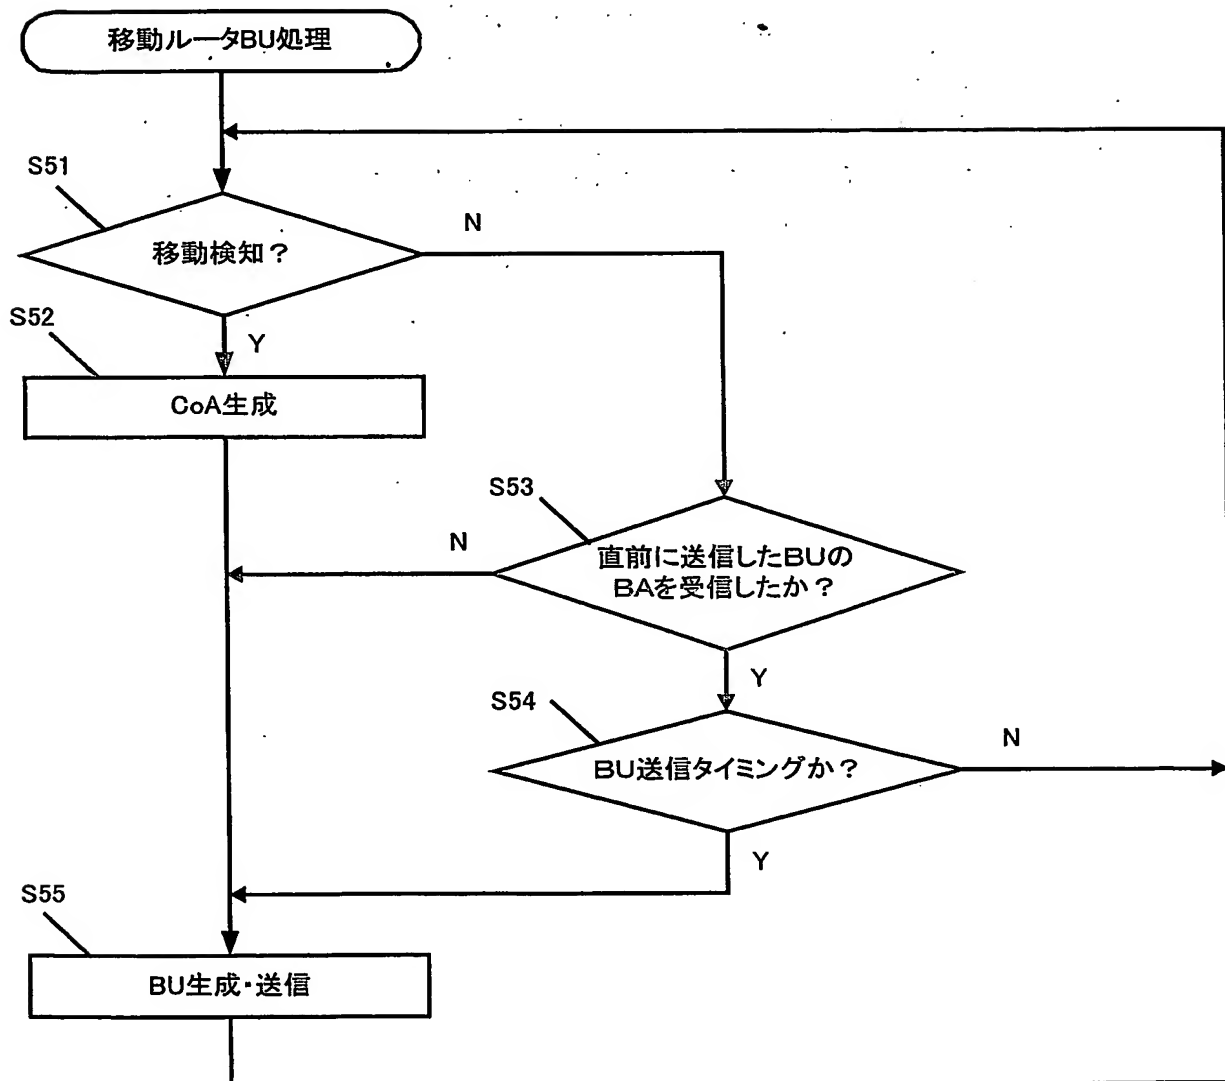 移動ルータBU処理
S51
移動検知？
N
S52
Y
CoA生成
S53
N
直前に送信したBUの
BAを受信したか？
Y
S54
N
BU送信タイミングか？
Y
S55
BU生成・送信